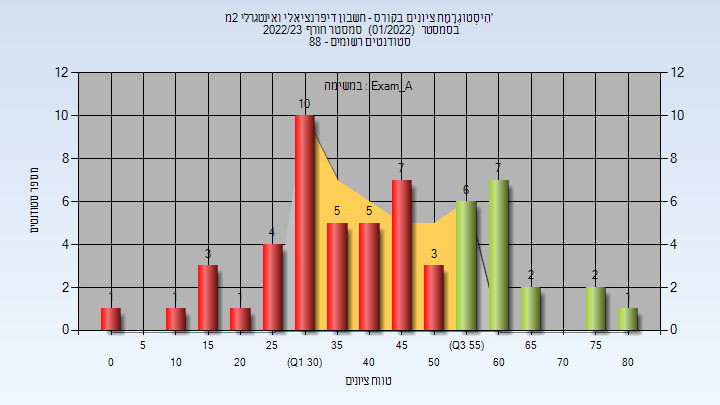 הִיסְטוֹגְרָמַת ציונים בקורס - חשבון דיפרנציאלי ואינטגרלי 2מ'
בסמסטר (01/2022) סמסטר חורף 2022/23
סטודנטים רשומים - 88
במשימה : Exam_A
מספר סטודנטים
12 12
10 10
8 8
6 6
4 4
2 2
0 0
1 1 3 1 4 10 5 5 7 3 6 7 2 2 1
5 15 25 35 45 (Q3 55) 65 75
0 10 20 (Q1 30) 40 50 60 70 80
טווח ציונים